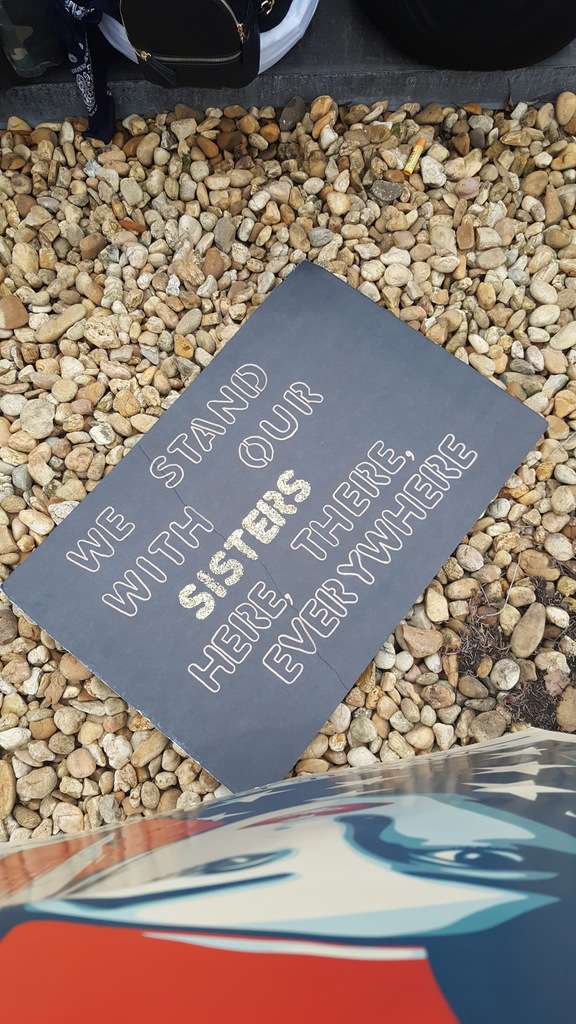 WE STAND
WITH OUR
SISTERS
HERE, THERE,
EVERYWHERE